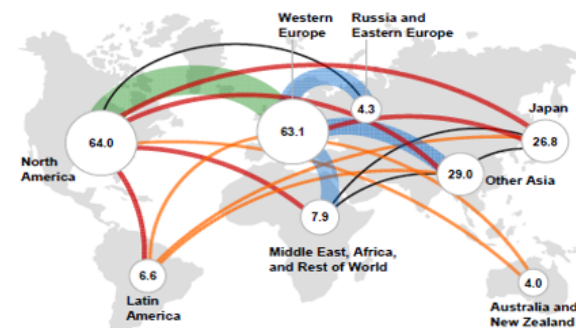 Western
Europe
Russia and
Eastern Europe
4.3
Japan
64.0
63.1
26.8
North
America
29.0
Other Asia
7.9
Middle East, Africa,
and Rest of World
6.6
Latin
America
4.0
Australia and
New Zealand